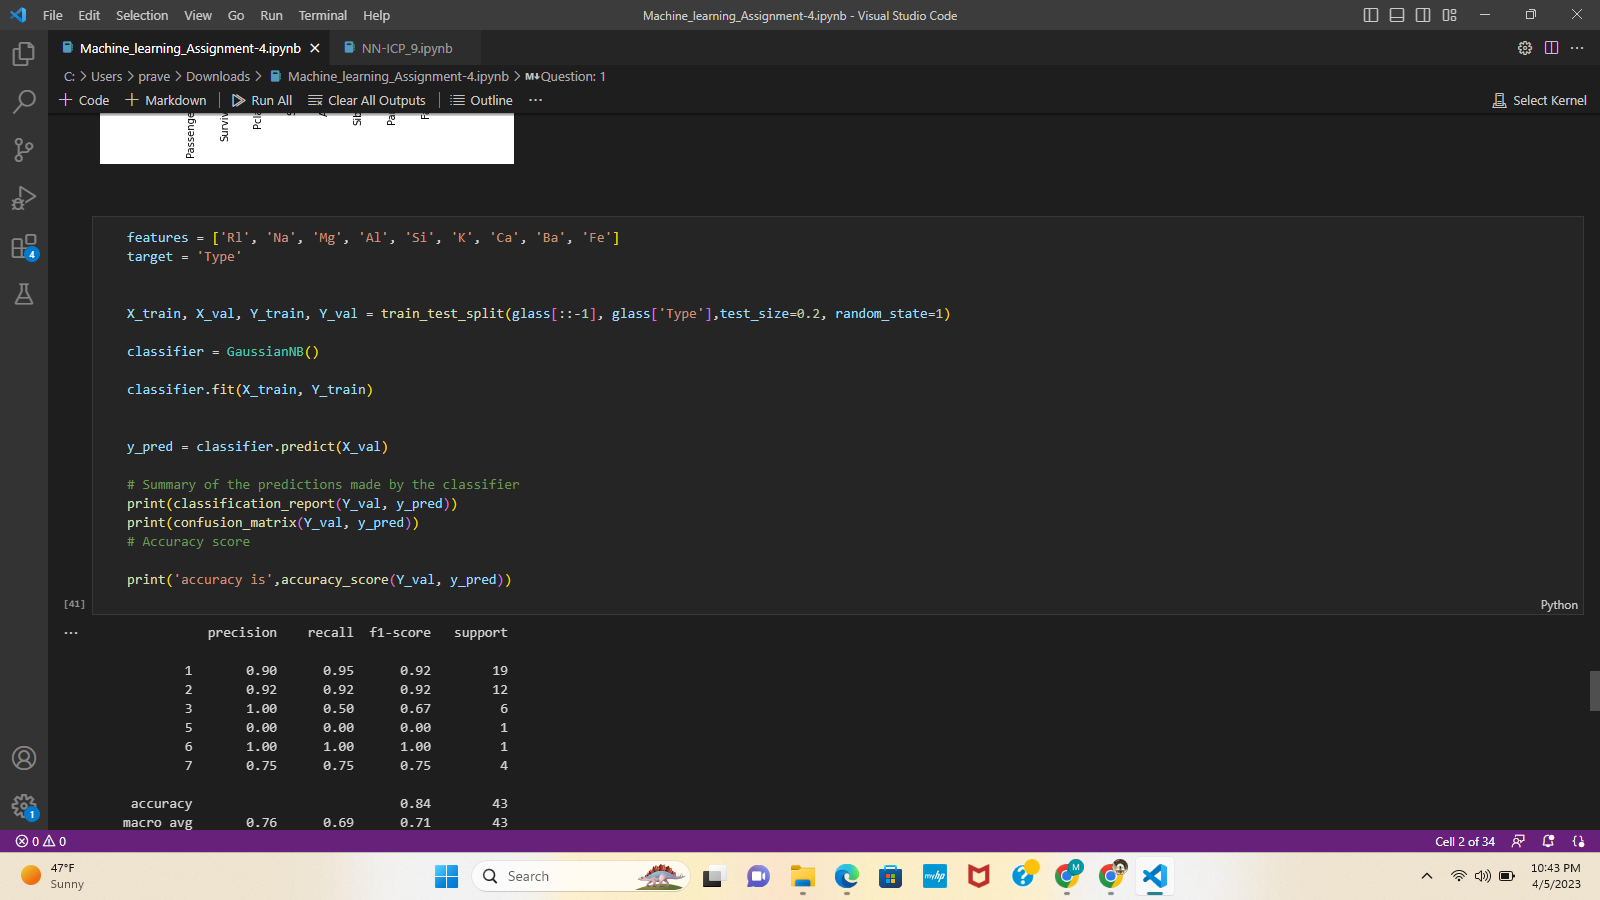 File Edit Selection View Go Run Terminal Help
Machine_learning_Assignment-4.ipynb - Visual Studio Code
Machine_learning_Assignment-4.ipynb
NN-ICP_9.ipynb
C: > Users > prave > Downloads > Machine_learning_Assignment-4.ipynb > M↓Question: 1
+ Code + Markdown Run All Clear All Outputs Outline ...
Select Kernel
features = ['Rl', 'Na', 'Mg', 'Al', 'Si', 'K', 'Ca', 'Ba', 'Fe']
target = 'Type'
X_train, X_val, Y_train, Y_val = train_test_split(glass[::-1], glass['Type'],test_size=0.2, random_state=1)
classifier = GaussianNB()
classifier.fit(X_train, Y_train)
y_pred = classifier.predict(X_val)
# Summary of the predictions made by the classifier
print(classification_report(Y_val, y_pred))
print(confusion_matrix(Y_val, y_pred))
# Accuracy score
print('accuracy is',accuracy_score(Y_val, y_pred))
[41]
Python
...
precision recall f1-score support
1 0.90 0.95 0.92 19
2 0.92 0.92 0.92 12
3 1.00 0.50 0.67 6
5 0.00 0.00 0.00 1
6 1.00 1.00 1.00 1
7 0.75 0.75 0.75 4
accuracy 0.84 43
macro avg 0.76 0.69 0.71 43
4
1
0 0
Cell 2 of 34
47°F
Sunny
Search
myhp
M
10:43 PM
4/5/2023